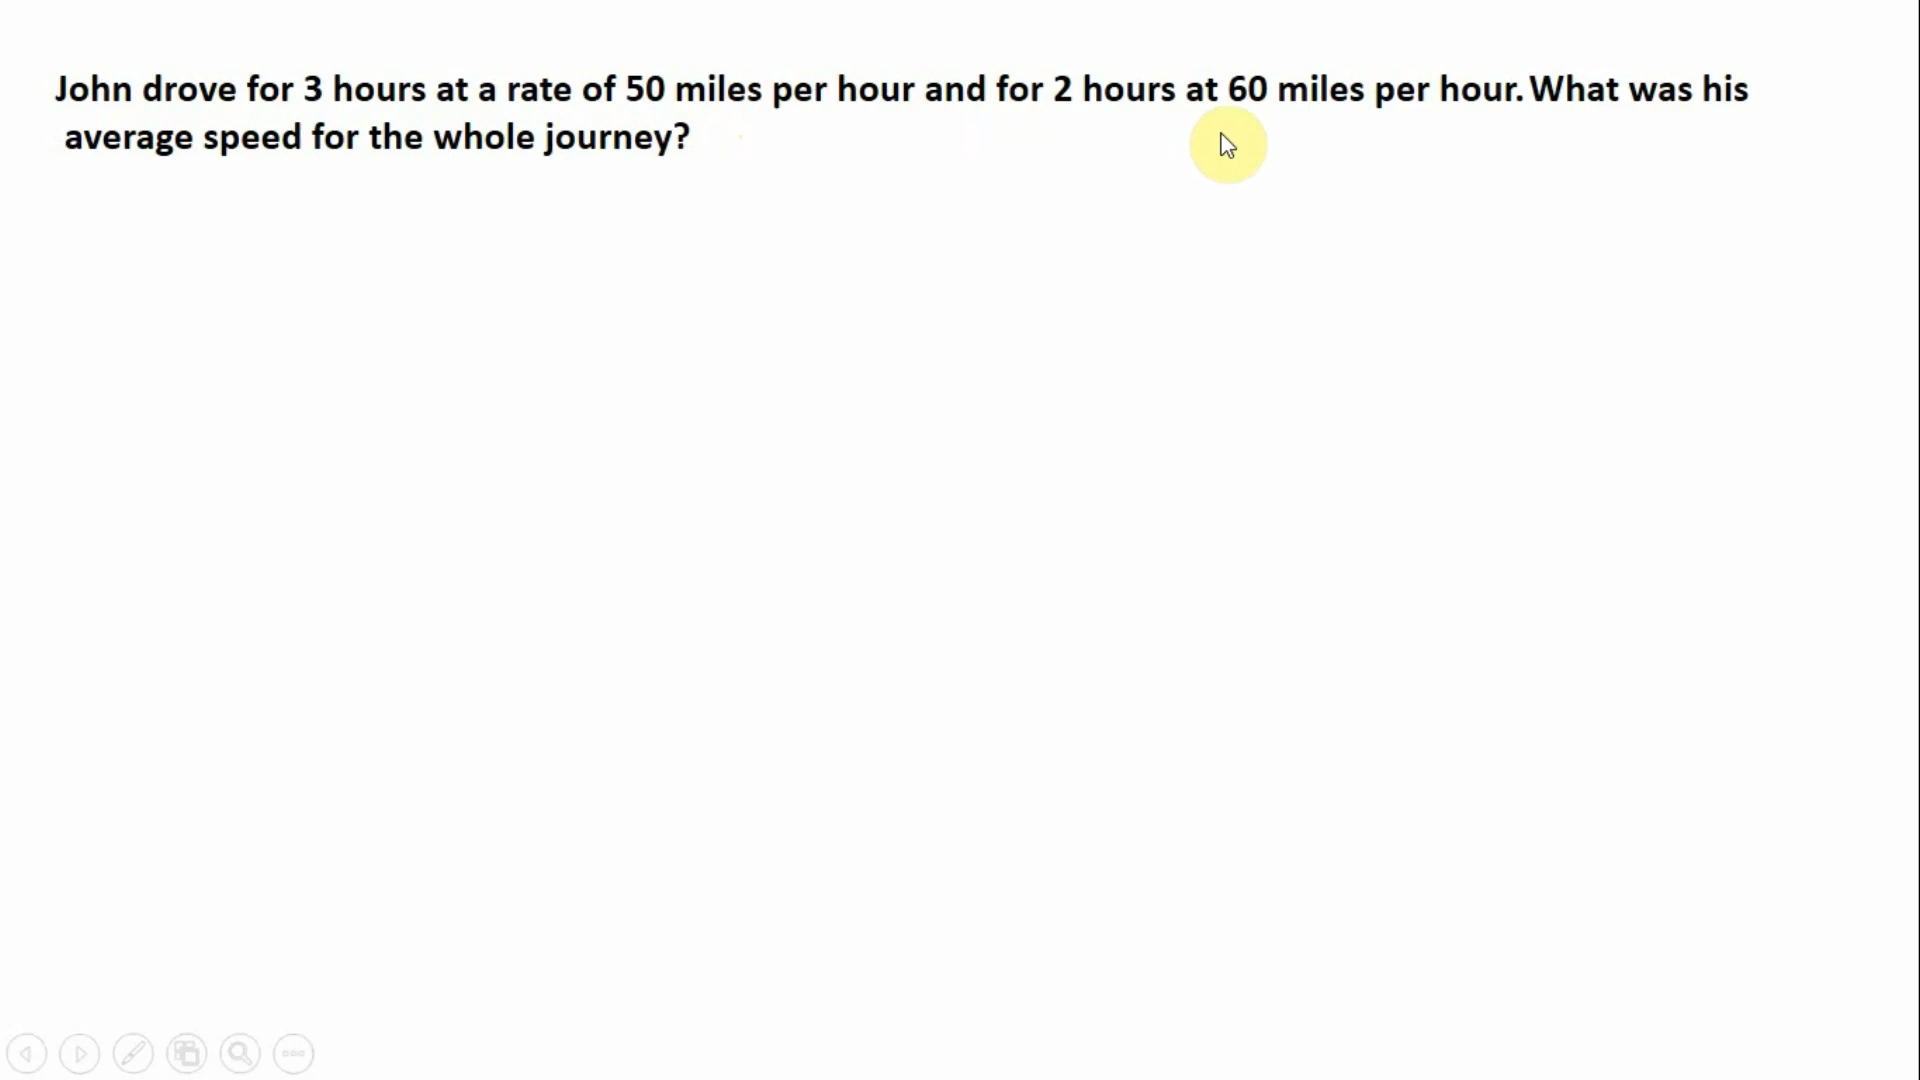 John drove for 3 hours at a rate of 50 miles per hour and for 2 hours at 60 miles per hour. What was his
average speed for the whole journey?